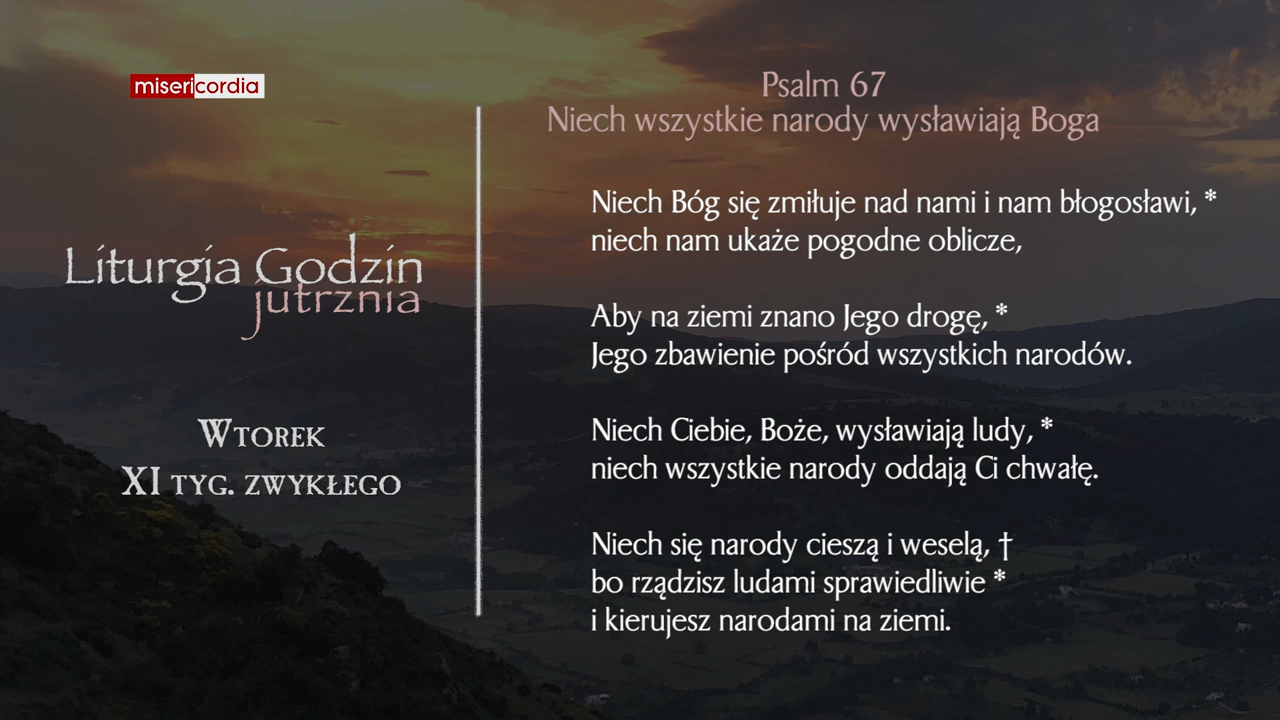 misericordia
Liturgia Godzin
jutrznia
Wtorek
XI tyg. zwykłego
Psalm 67
Niech wszystkie narody wysławiają Boga
Niech Bóg się zmiłuje nad nami i nam błogosławi, *
niech nam ukaże pogodne oblicze,
Aby na ziemi znano Jego drogę, *
Jego zbawienie pośród wszystkich narodów.
Niech Ciebie, Boże, wysławiają ludy, *
niech wszystkie narody oddają Ci chwałę.
Niech się narody cieszą i weselą, †
bo rządzisz ludami sprawiedliwie *
i kierujesz narodami na ziemi.